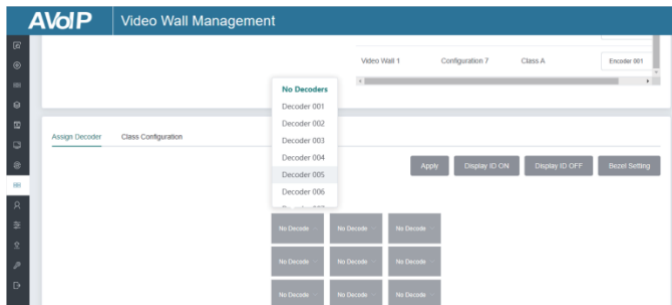 AVoIP Video Wall Management
Video Wall 1 Configuration 7 Class A Encoder 001
No Decoders
Decoder 001
Decoder 002
Decoder 003
Decoder 004
Decoder 005
Decoder 006
Assign Decoder Class Configuration
Apply Display ID ON Display ID OFF Bezel Setting
No Decode No Decode No Decode
No Decode No Decode No Decode
No Decode No Decode No Decode